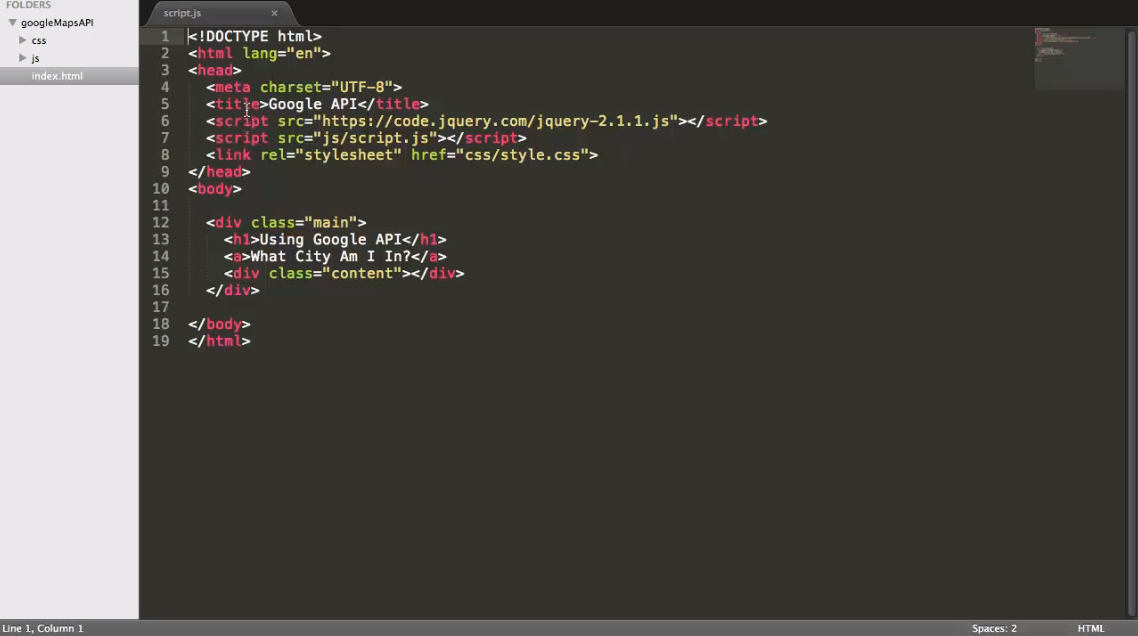 FOLDERS
googleMapsAPI
css
js
index.html
script.js ×
1 <!DOCTYPE html>
2 <html lang="en">
3 <head>
4 <meta charset="UTF-8">
5 <title>Google API</title>
6 <script src="https://code.jquery.com/jquery-2.1.1.js"></script>
7 <script src="js/script.js"></script>
8 <link rel="stylesheet" href="css/style.css">
9 </head>
10 <body>
11
12 <div class="main">
13 <h1>Using Google API</h1>
14 <a>What City Am I In?</a>
15 <div class="content"></div>
16 </div>
17
18 </body>
19 </html>
Line 1, Column 1
Spaces: 2
HTML